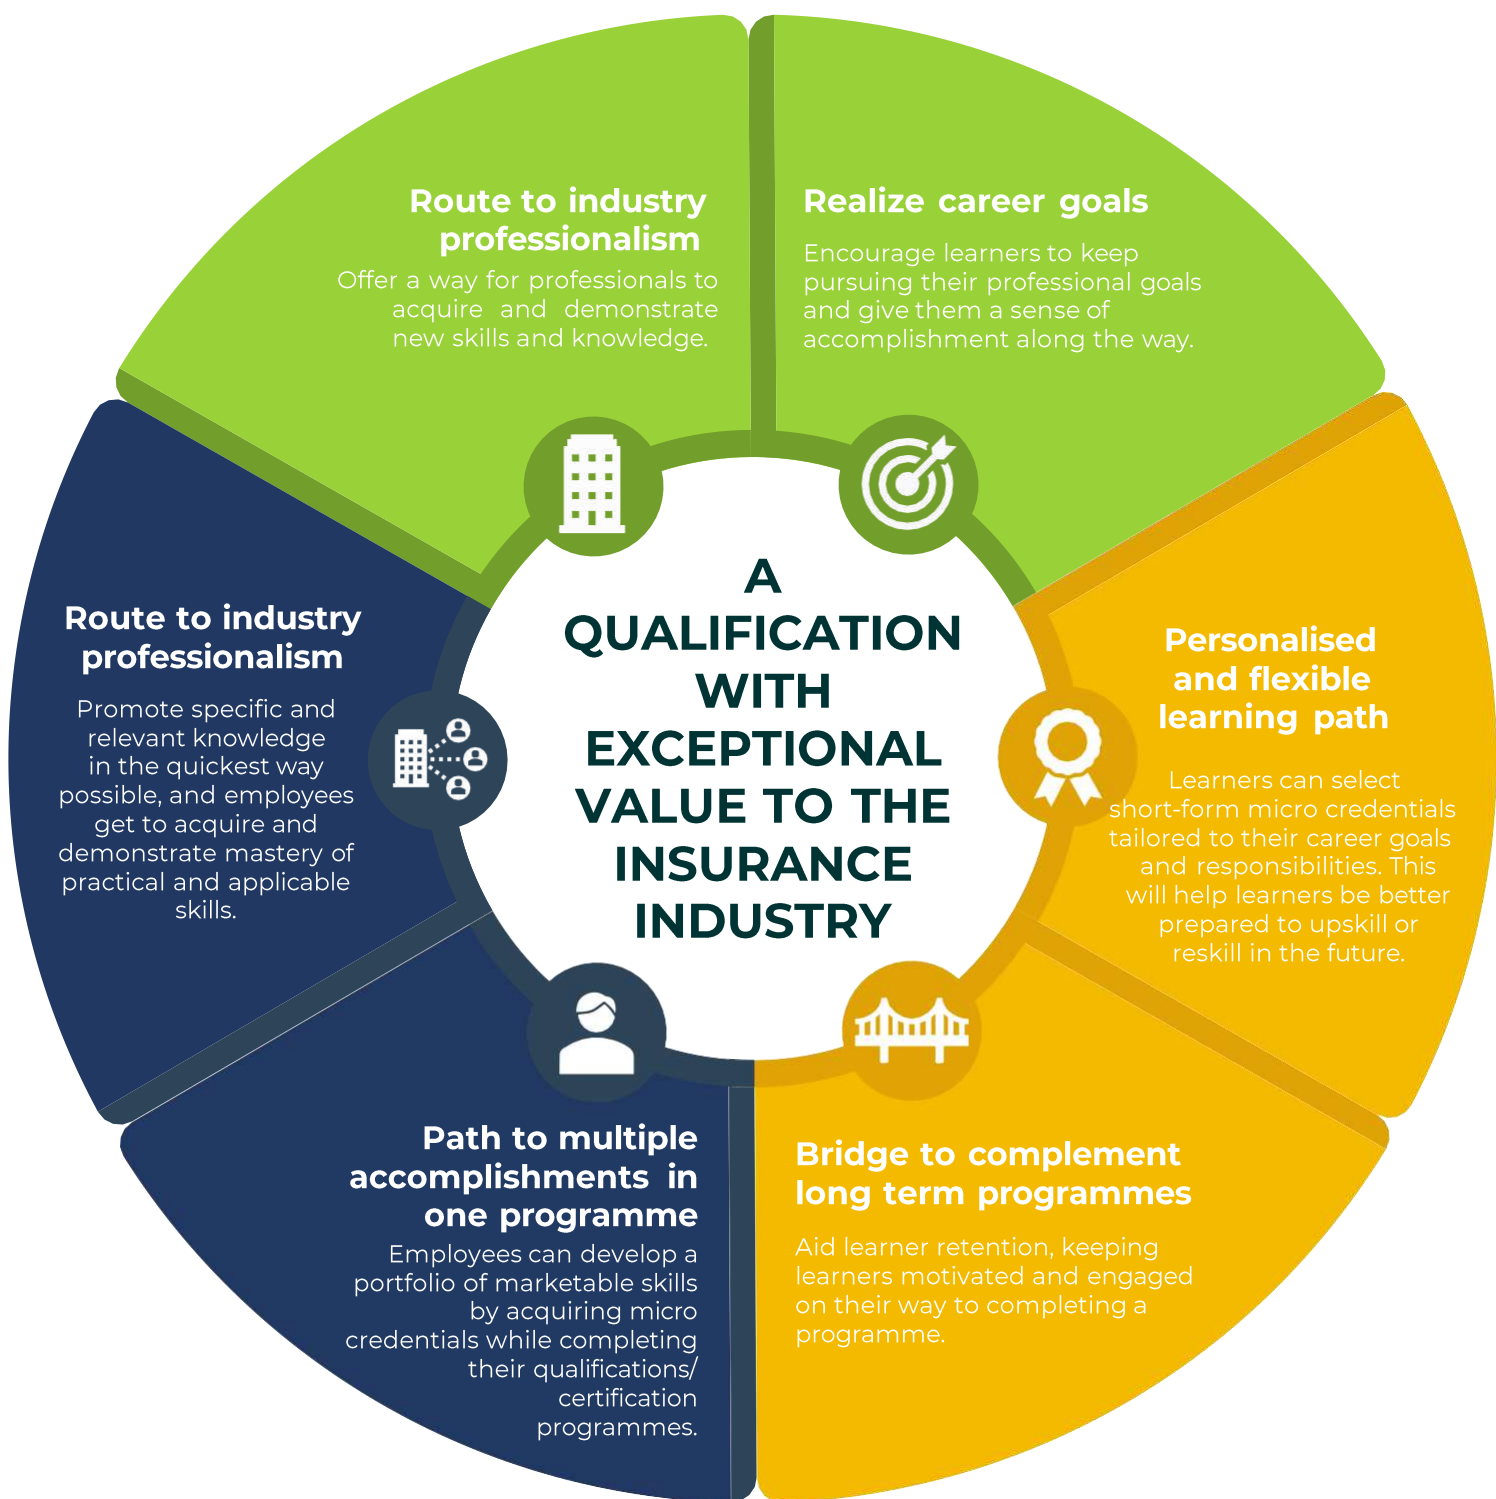 Route to industry
professionalism
Offer a way for professionals to
acquire and demonstrate
new skills and knowledge.
Realize career goals
Encourage learners to keep
pursuing their professional goals
and give them a sense of
accomplishment along the way.
Route to industry
professionalism
Promote specific and
relevant knowledge
in the quickest way
possible, and employees
get to acquire and
demonstrate mastery of
practical and applicable
skills.
A
QUALIFICATION
WITH
EXCEPTIONAL
VALUE TO THE
INSURANCE
INDUSTRY
Personalised
and flexible
learning path
Learners can select
short-form micro credentials
tailored to their career goals
and responsibilities. This
will help learners be better
prepared to upskill or
reskill in the future.
Path to multiple
accomplishments in
one programme
Employees can develop a
portfolio of marketable skills
by acquiring micro
credentials while completing
their qualifications/
certification
programmes.
Bridge to complement
long term programmes
Aid learner retention, keeping
learners motivated and engaged
on their way to completing a
programme.